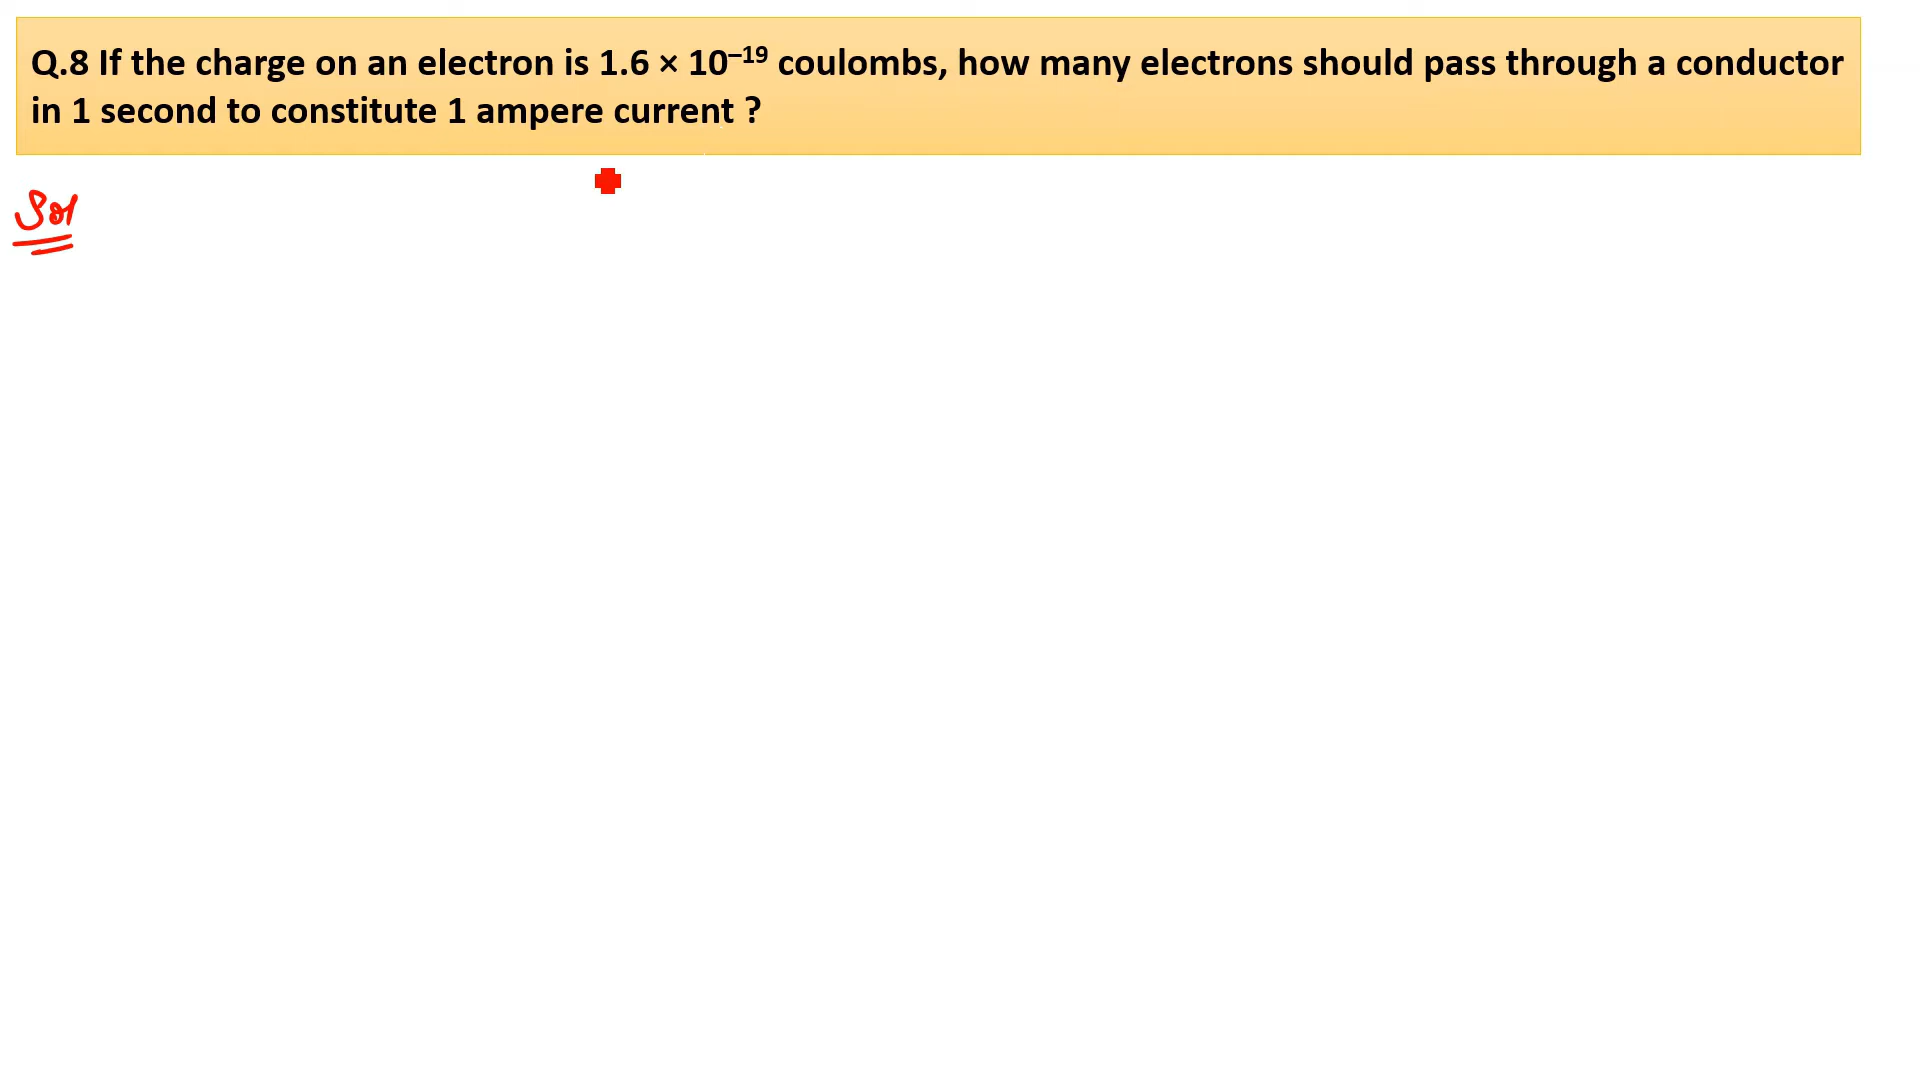 Q.8 If the charge on an electron is 1.6 × 10⁻¹⁹ coulombs, how many electrons should pass through a conductor
in 1 second to constitute 1 ampere current ?
Sol